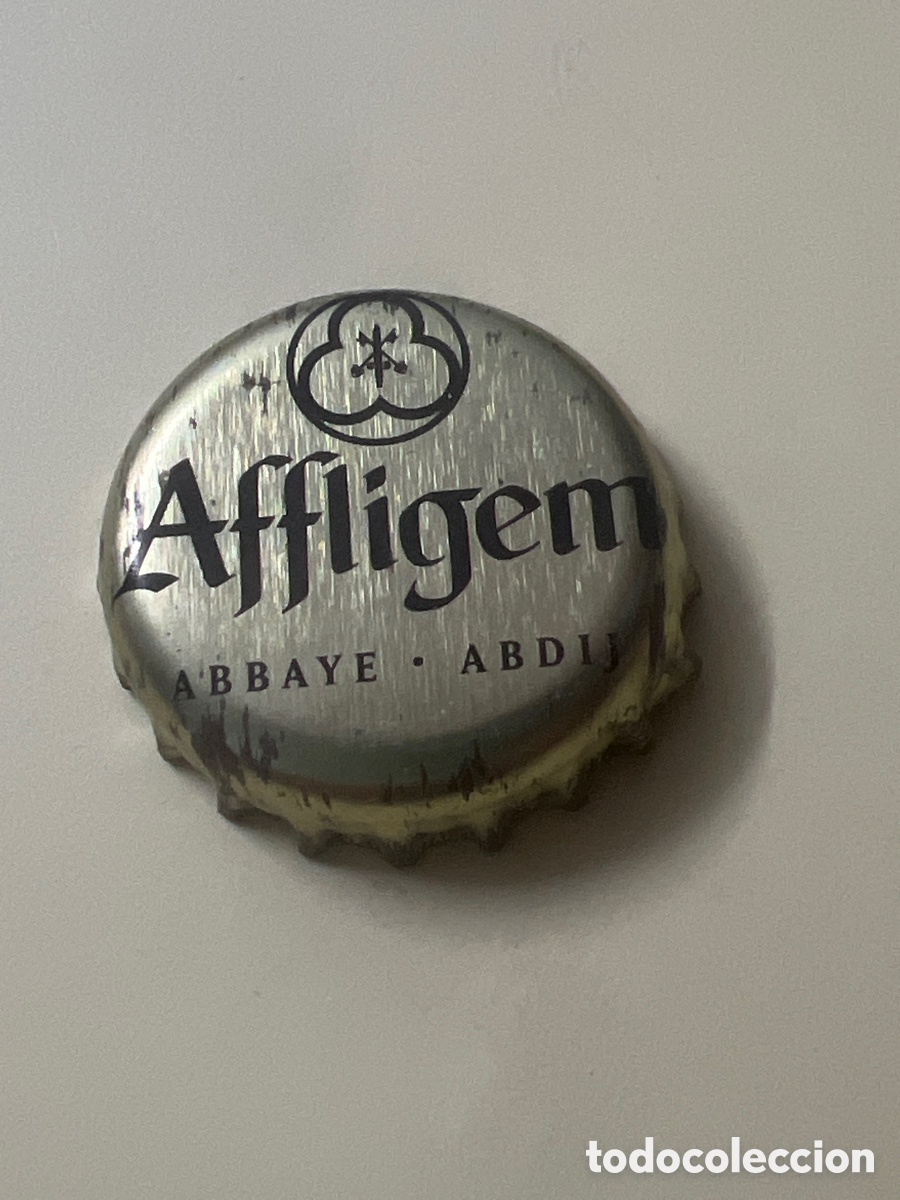 Affligem
ABBAYE · ABDIJ
todocoleccion